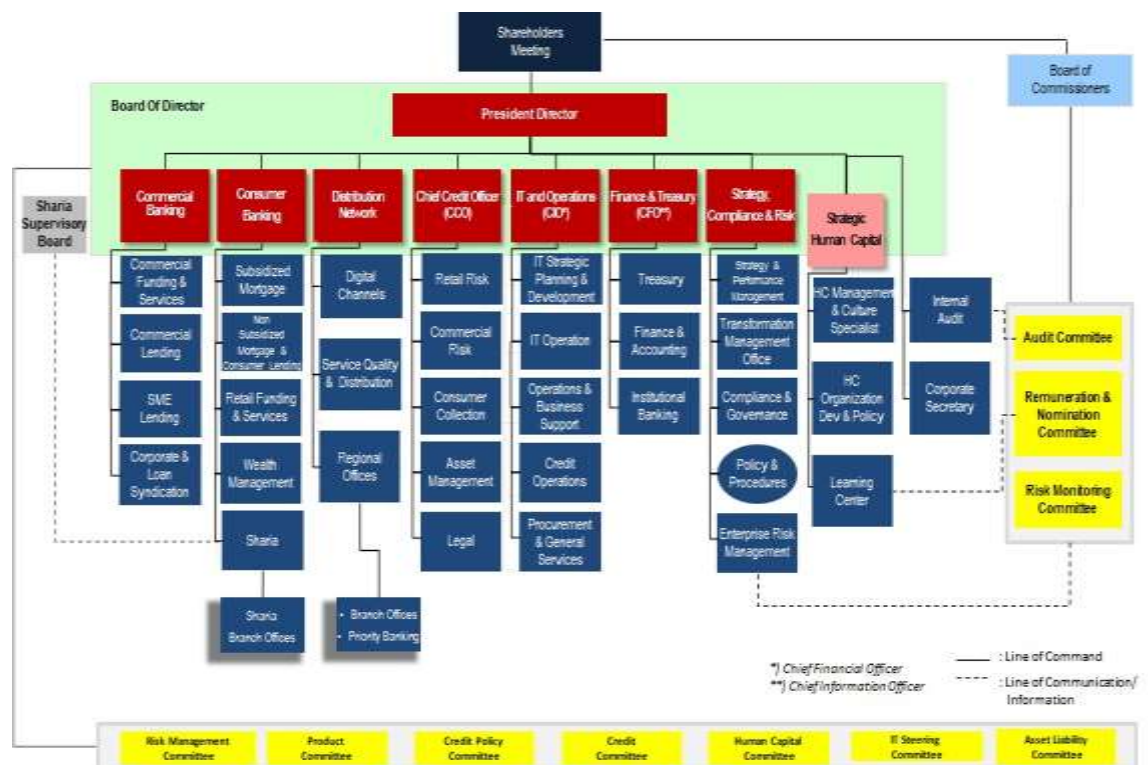 Shareholders
Meeting
Board of
Commissioners
Board Of Director
President Director
Sharia
Supervisory
Board
Commercial
Banking
Consumer
Banking
Distribution
Network
Chief Credit Officer
(CCO)
IT and Operations
(CIO*)
Finance & Treasury
(CFO**)
Strategy,
Compliance & Risk
Strategic
Human Capital
Commercial
Funding &
Services
Commercial
Lending
SME
Lending
Corporate &
Loan
Syndication
Subsidized
Mortgage
Non
Subsidized
Mortgage &
Consumer Lending
Retail Funding
& Services
Wealth
Management
Sharia
Sharia
Branch Offices
Digital
Channels
Service Quality
& Distribution
Regional
Offices
• Branch Offices
• Priority Banking
Retail Risk
Commercial
Risk
Consumer
Collection
Asset
Management
Legal
IT Strategic
Planning &
Development
IT Operation
Operations &
Business
Support
Credit
Operations
Procurement
& General
Services
Treasury
Finance &
Accounting
Institutional
Banking
Strategy &
Performance
Management
Transformation
Management
Office
Compliance &
Governance
Policy &
Procedures
Enterprise Risk
Management
HC Management
& Culture
Specialist
HC
Organization
Dev & Policy
Learning
Center
Internal
Audit
Corporate
Secretary
Audit Committee
Remuneration &
Nomination
Committee
Risk Monitoring
Committee
*) Chief Financial Officer
**) Chief Information Officer
: Line of Command
: Line of Communication/
Information
Risk Management
Committee
Product
Committee
Credit Policy
Committee
Credit
Committee
Human Capital
Committee
IT Steering
Committee
Asset Liability
Committee